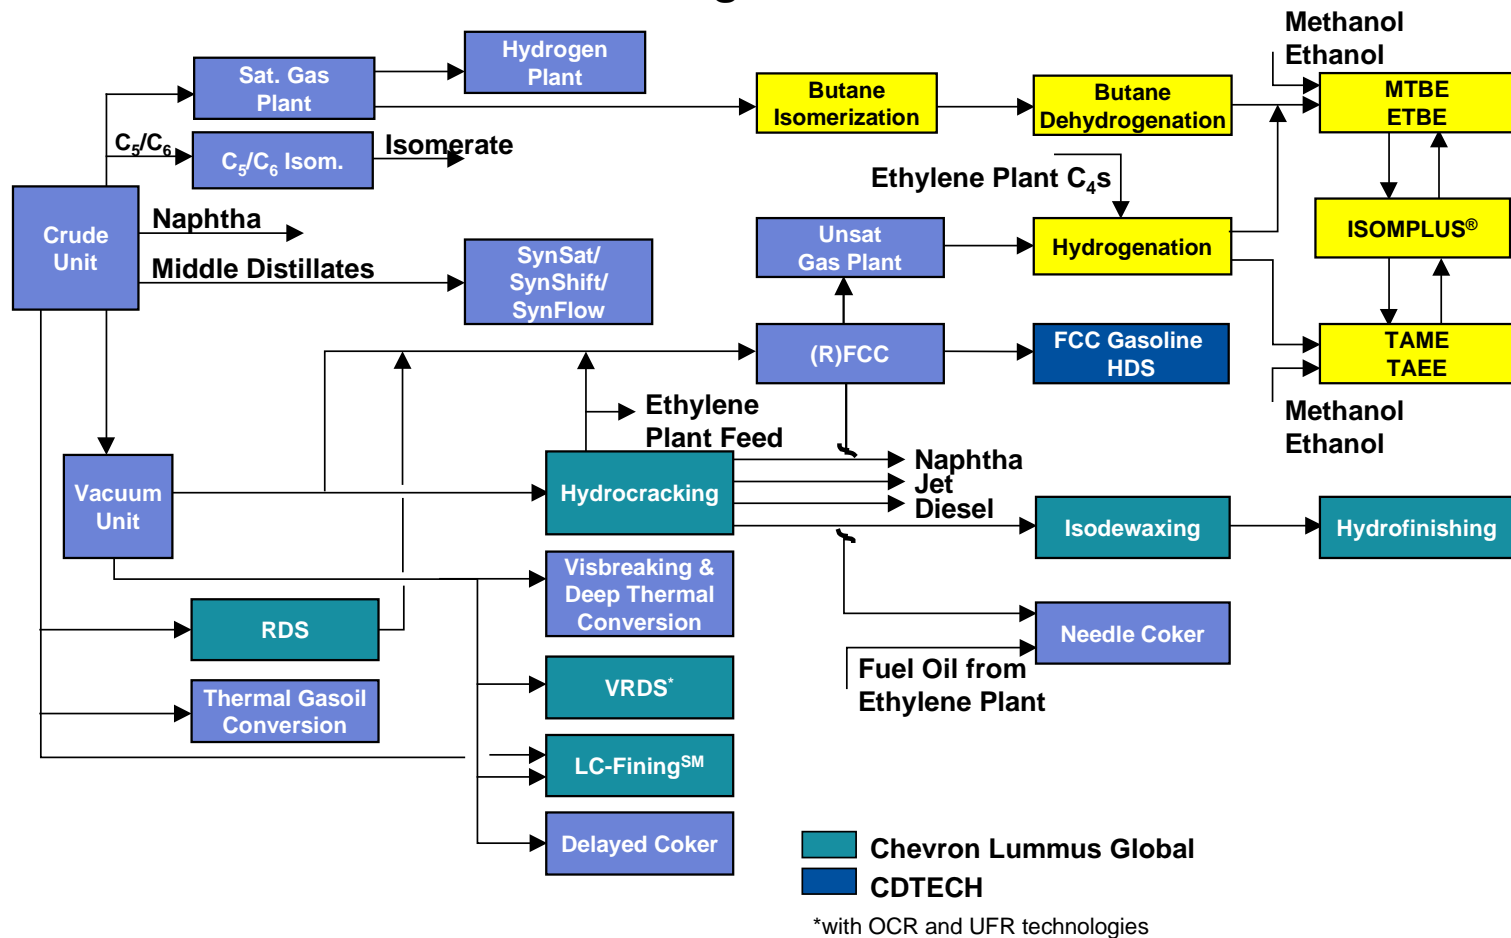 g
Methanol
Ethanol
Hydrogen
Plant
Sat. Gas
Plant
Butane
Isomerization
Butane
Dehydrogenation
MTBE
ETBE
C5/C6
C5/C6 Isom.
Isomerate
Ethylene Plant C4s
Crude
Unit
Naphtha
Middle Distillates
SynSat/
SynShift/
SynFlow
Unsat
Gas Plant
Hydrogenation
ISOMPLUS®
(R)FCC
FCC Gasoline
HDS
TAME
TAEE
Methanol
Ethanol
Ethylene
Plant Feed
Vacuum
Unit
Hydrocracking
Naphtha
Jet
Diesel
Isodewaxing
Hydrofinishing
Visbreaking &
Deep Thermal
Conversion
RDS
Needle Coker
Fuel Oil from
Ethylene Plant
VRDS*
Thermal Gasoil
Conversion
LC-FiningSM
Delayed Coker
Chevron Lummus Global
CDTECH
*with OCR and UFR technologies